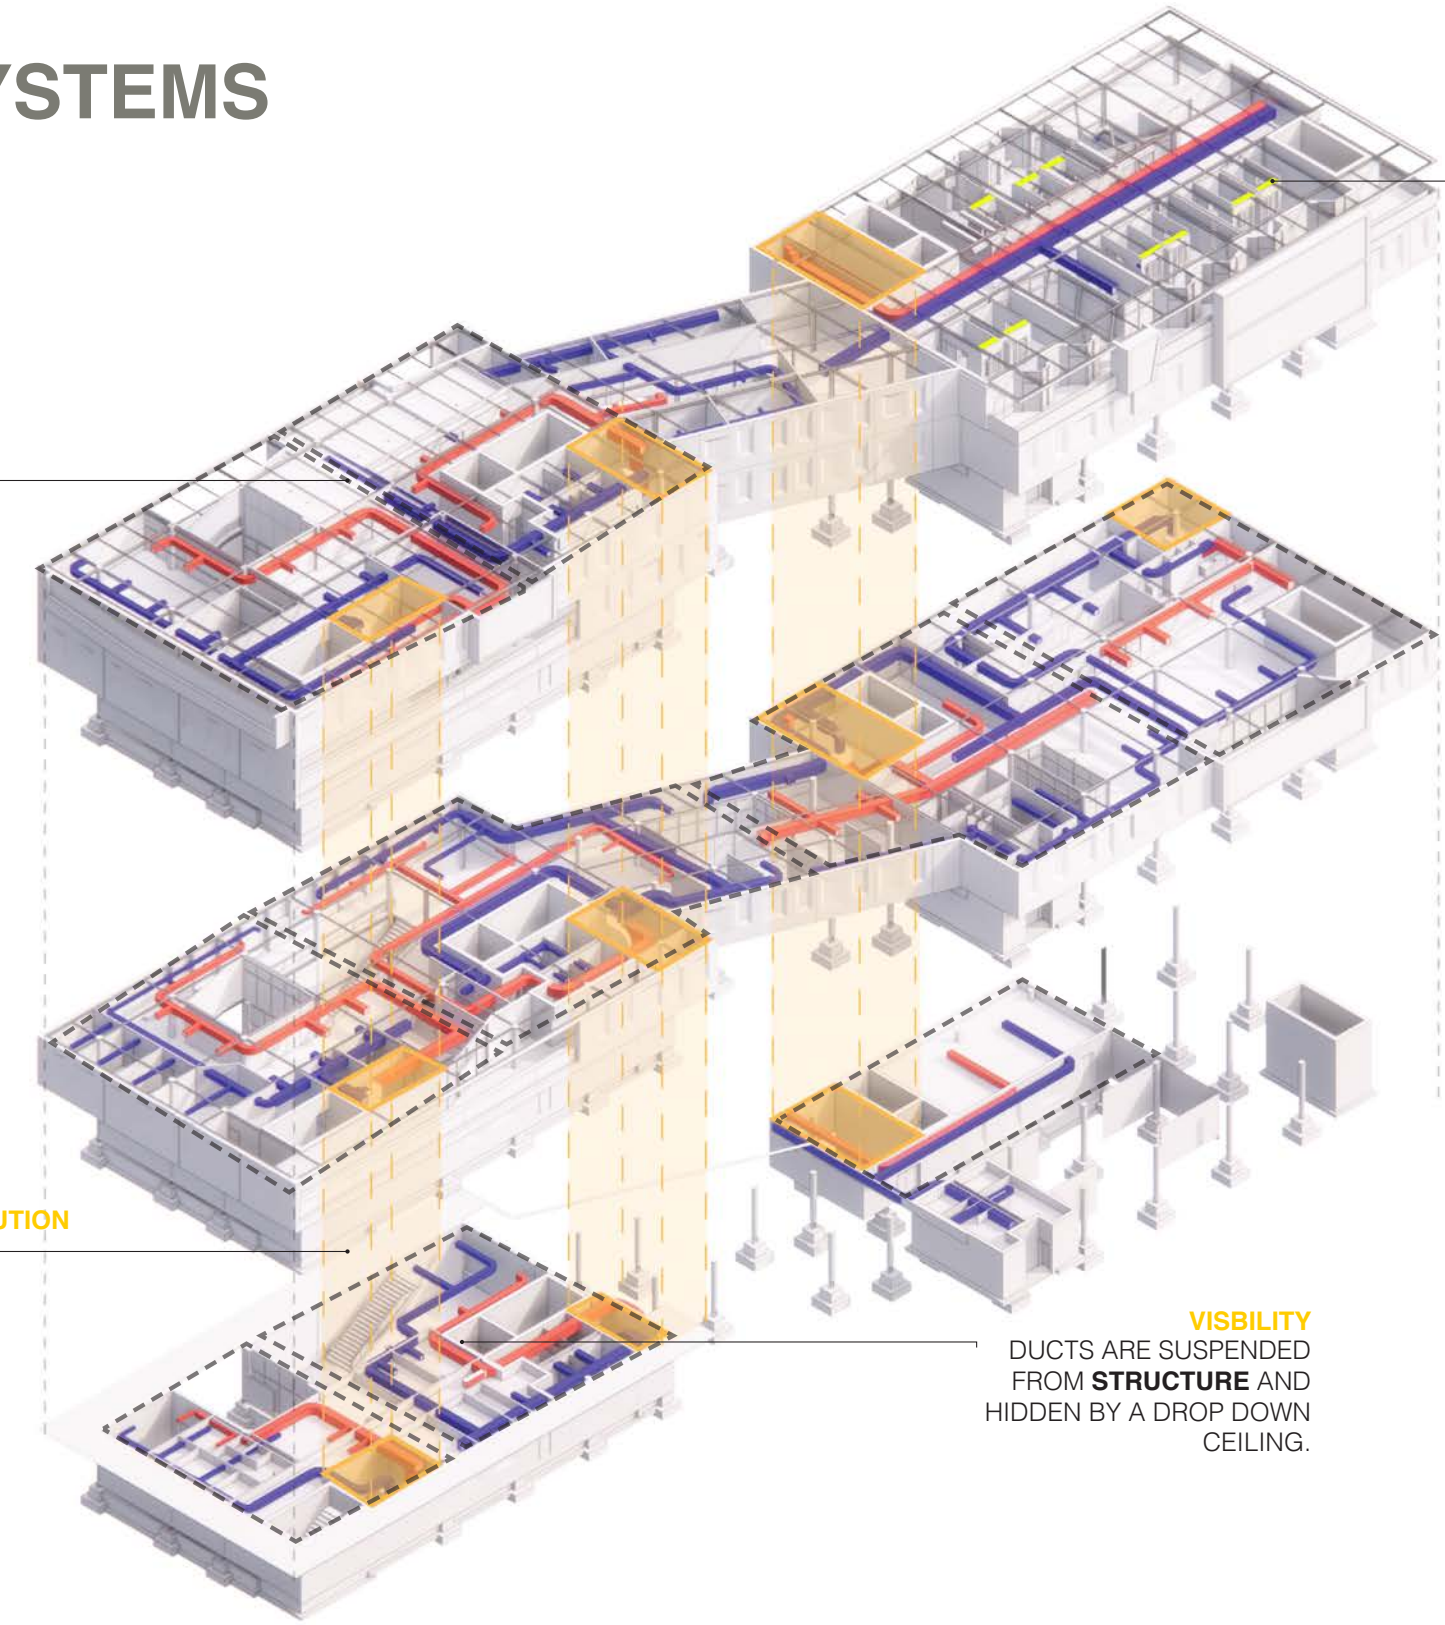 YSTEMS
UTION
VISBILITY
DUCTS ARE SUSPENDED
FROM STRUCTURE AND
HIDDEN BY A DROP DOWN
CEILING.